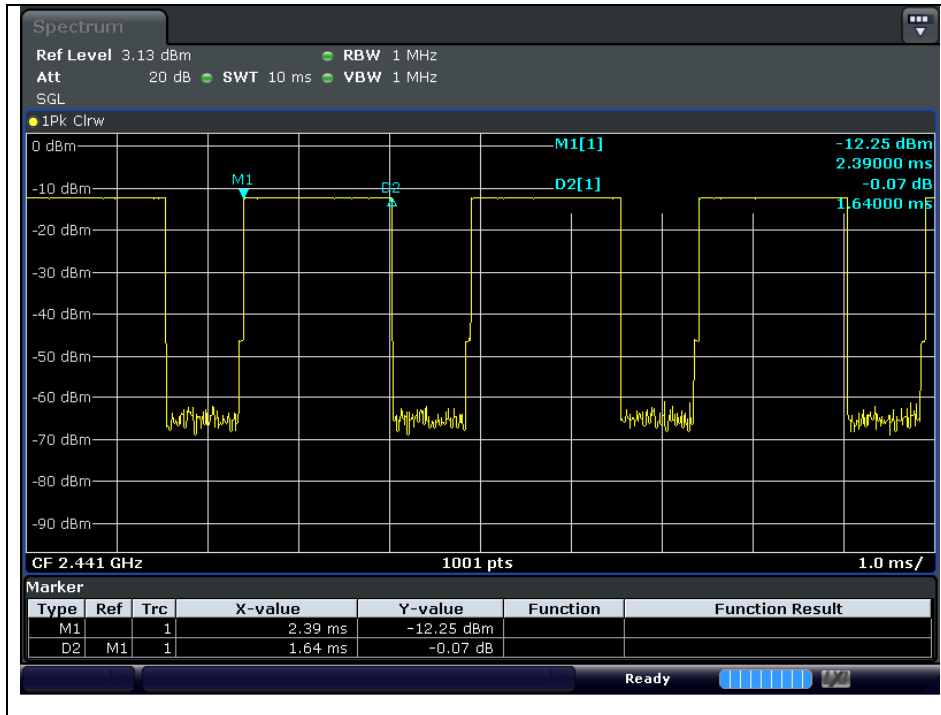 Spectrum
Ref Level 3.13 dBm RBW 1 MHz
Att 20 dB SWT 10 ms VBW 1 MHz
SGL
1Pk Clrw
0 dBm M1[1] -12.25 dBm
2.39000 ms
M1
-10 dBm D2 D2[1] -0.07 dB
1.64000 ms
-20 dBm
-30 dBm
-40 dBm
-50 dBm
-60 dBm
-70 dBm
-80 dBm
-90 dBm
CF 2.441 GHz 1001 pts 1.0 ms/
Marker
Type Ref Trc X-value Y-value Function Function Result
M1 1 2.39 ms -12.25 dBm
D2 M1 1 1.64 ms -0.07 dB
Ready